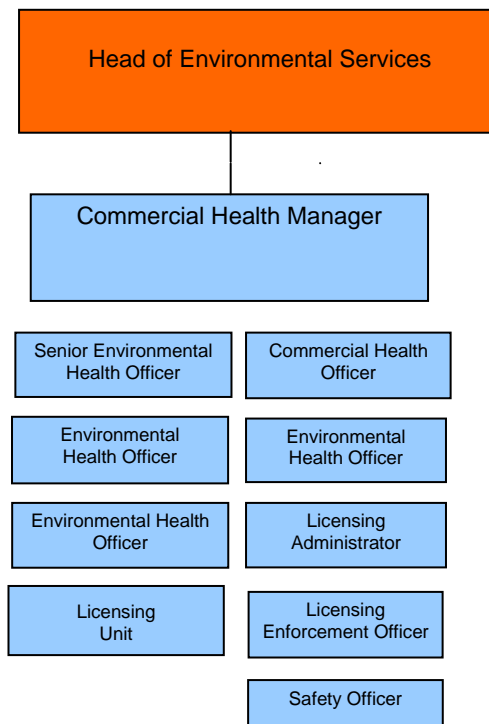 Head of Environmental Services
Commercial Health Manager
Senior Environmental
Health Officer
Commercial Health
Officer
Environmental
Health Officer
Environmental
Health Officer
Environmental Health
Officer
Licensing
Administrator
Licensing
Unit
Licensing
Enforcement Officer
Safety Officer